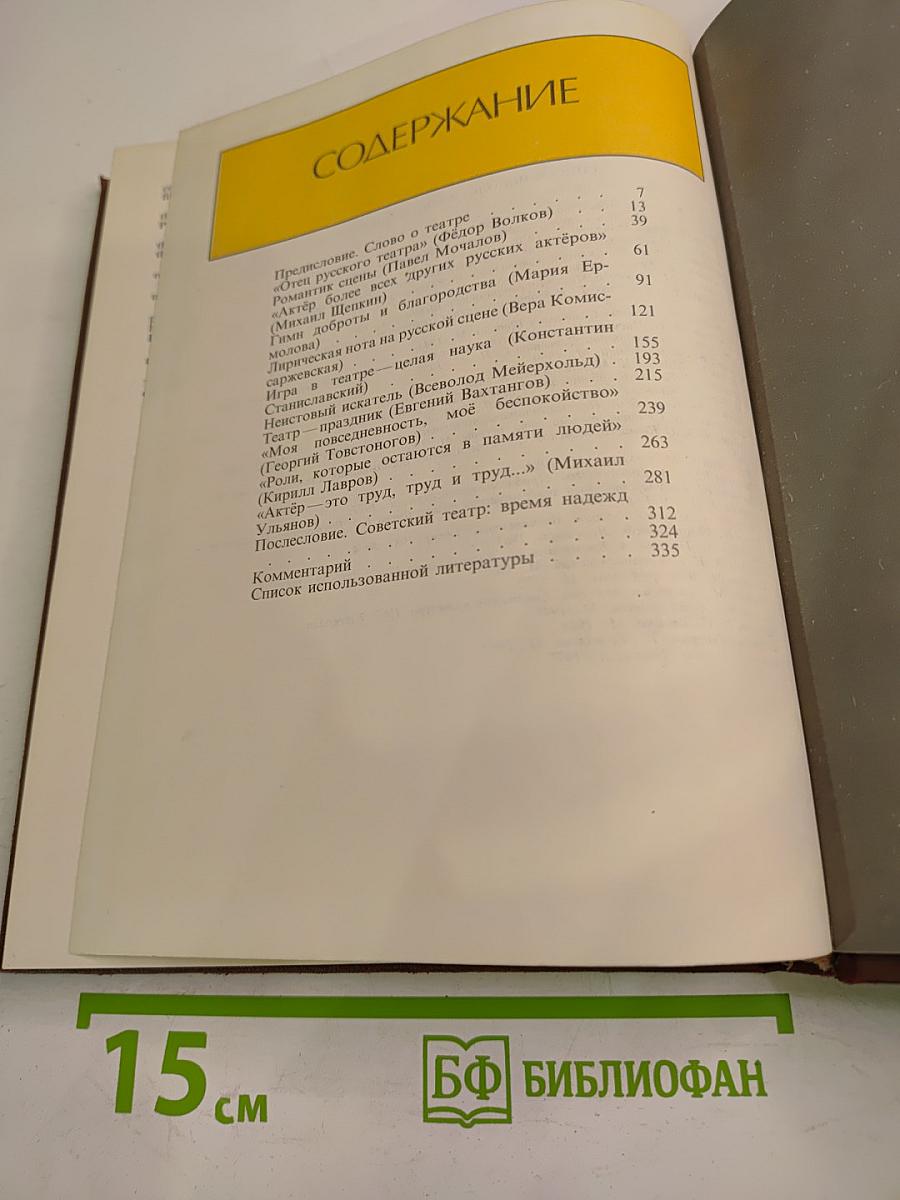 СОДЕРЖАНИЕ
Предисловие. Слово о театре . . . . . . 7
«Отец русского театра» (Фёдор Волков) . . 13
Романтик сцены (Павел Мочалов) . . . . 39
«Актёр более всех других русских актёров»
(Михаил Щепкин) . . . . . . . . . . 61
Гимн доброты и благородства (Мария Ер-
молова) . . . . . . . . . . . . . 91
Лирическая нота на русской сцене (Вера Комис-
саржевская) . . . . . . . . . . . . 121
Игра в театре — целая наука (Константин
Станиславский) . . . . . . . . . . 155
Неистовый искатель (Всеволод Мейерхольд) . 193
Театр — праздник (Евгений Вахтангов) . . . 215
«Моя повседневность, моё беспокойство»
(Георгий Товстоногов) . . . . . . . . 239
«Роли, которые остаются в памяти людей»
(Кирилл Лавров) . . . . . . . . . . 263
«Актёр — это труд, труд и труд...» (Михаил
Ульянов) . . . . . . . . . . . . . 281
Послесловие. Советский театр: время надежд
. . . . . . . . . . . . . . . 312
Комментарий . . . . . . . . . . . 324
Список использованной литературы . . . . 335
15 см
БФ БИБЛИОФАН